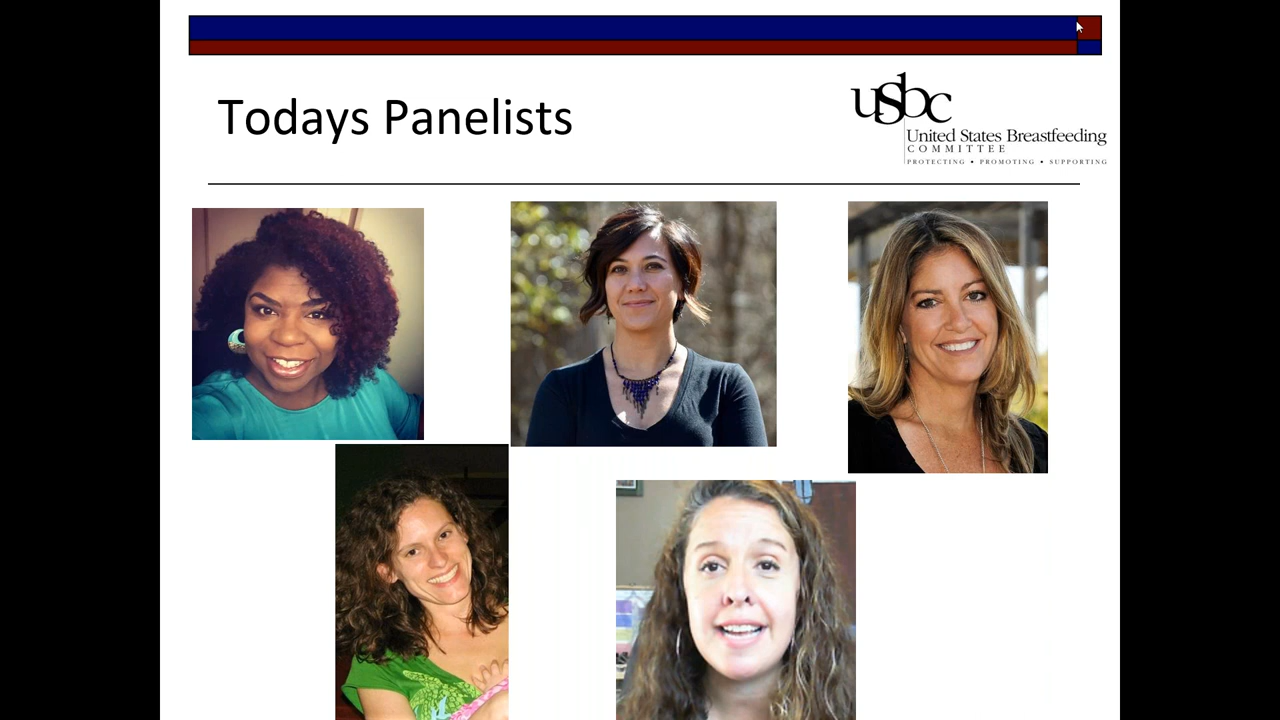 Todays Panelists
usbc
United States Breastfeeding
COMMITTEE
PROTECTING • PROMOTING • SUPPORTING